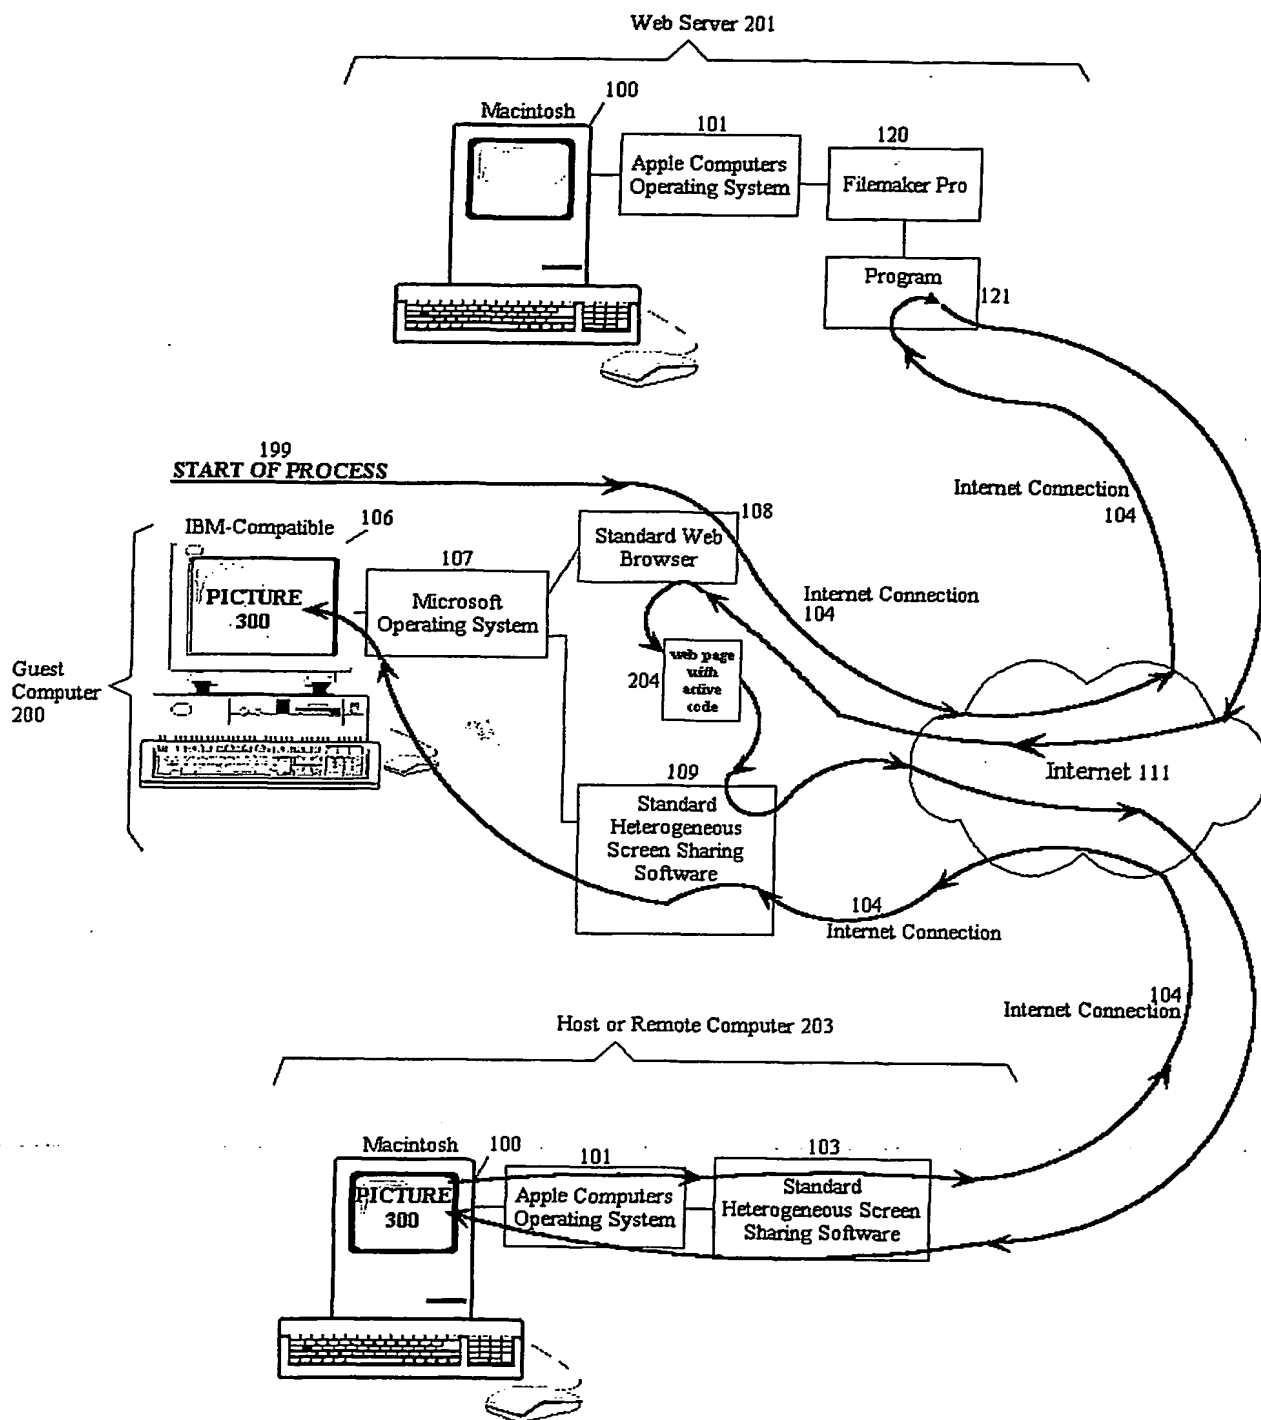 Web Server 201
Macintosh
100
101
Apple Computers
Operating System
120
Filemaker Pro
Program
121
199
START OF PROCESS
Internet Connection
104
IBM-Compatible
106
PICTURE
300
107
Microsoft
Operating System
108
Standard Web
Browser
Internet Connection
104
Guest
Computer
200
204
web page
with
active
code
Internet 111
109
Standard
Heterogeneous
Screen Sharing
Software
104
Internet Connection
104
Internet Connection
Host or Remote Computer 203
Macintosh
100
PICTURE
300
101
Apple Computers
Operating System
103
Standard
Heterogeneous Screen
Sharing Software